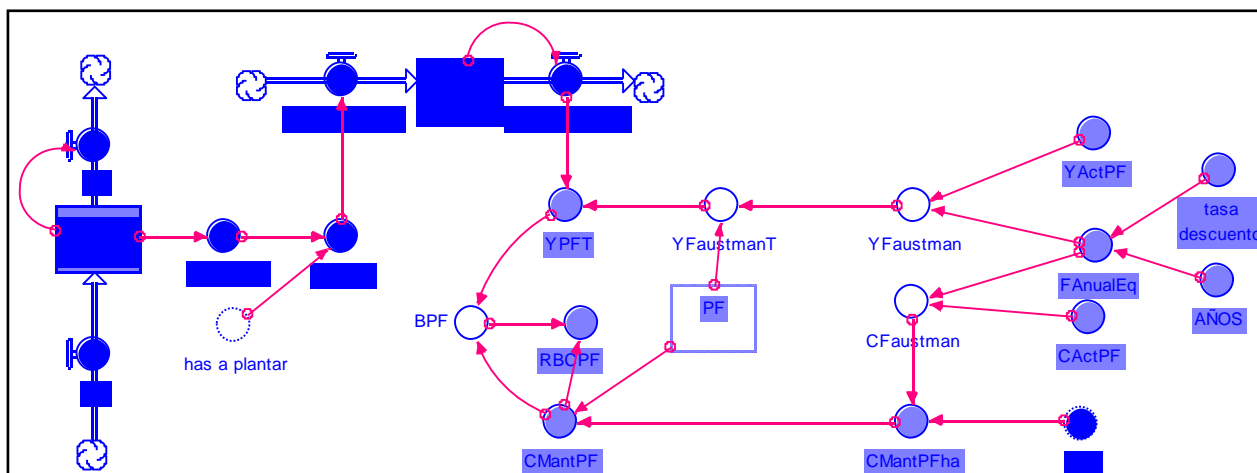 YActPF
tasa
descuento
YPFT
YFaustmanT
YFaustman
FAnualEq
PF
AÑOS
BPF
has a plantar
RBCPF
CFaustman
CActPF
CMantPF
CMantPFha